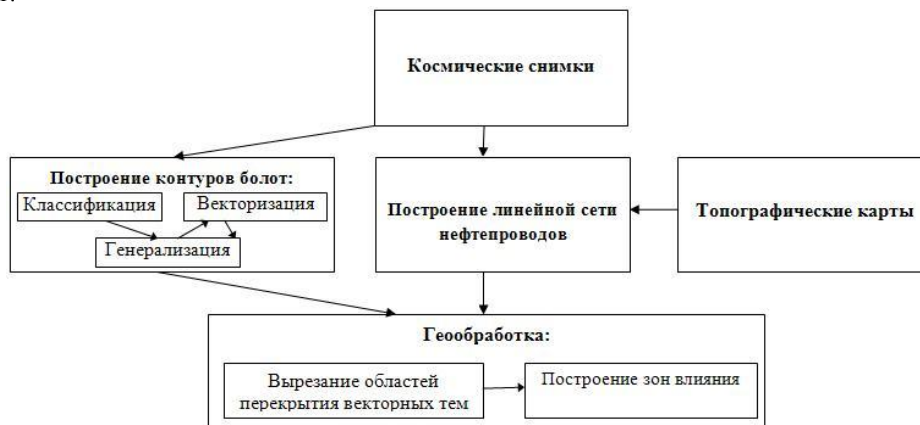 Космические снимки
Построение контуров болот:
Классификация
Векторизация
Генерализация
Построение линейной сети
нефтепроводов
Топографические карты
Геообработка:
Вырезание областей
перекрытия векторных тем
Построение зон влияния